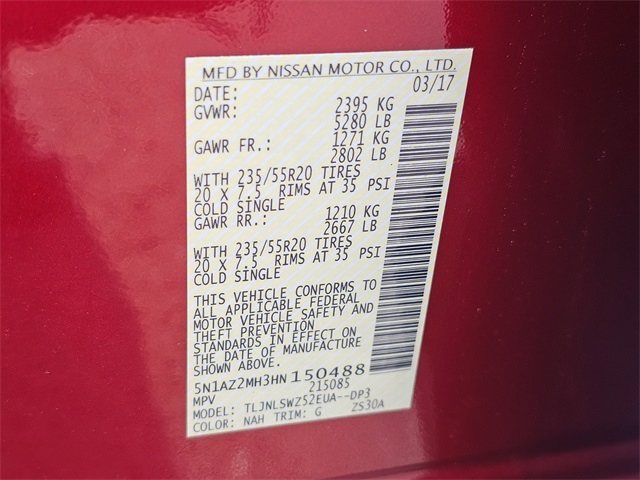 MFD BY NISSAN MOTOR CO., LTD.
DATE: 03/17
GVWR: 2395 KG
5280 LB
GAWR FR.: 1271 KG
2802 LB
WITH 235/55R20 TIRES
20 X 7.5 RIMS AT 35 PSI
COLD SINGLE
GAWR RR.: 1210 KG
2667 LB
WITH 235/55R20 TIRES
20 X 7.5 RIMS AT 35 PSI
COLD SINGLE
THIS VEHICLE CONFORMS TO
ALL APPLICABLE FEDERAL
MOTOR VEHICLE SAFETY AND
THEFT PREVENTION
STANDARDS IN EFFECT ON
THE DATE OF MANUFACTURE
SHOWN ABOVE.
5N1AZ2MH3HN150488
MPV 215085
MODEL: TLJNLSWZ52EUA--DP3
COLOR: NAH TRIM: G ZS30A